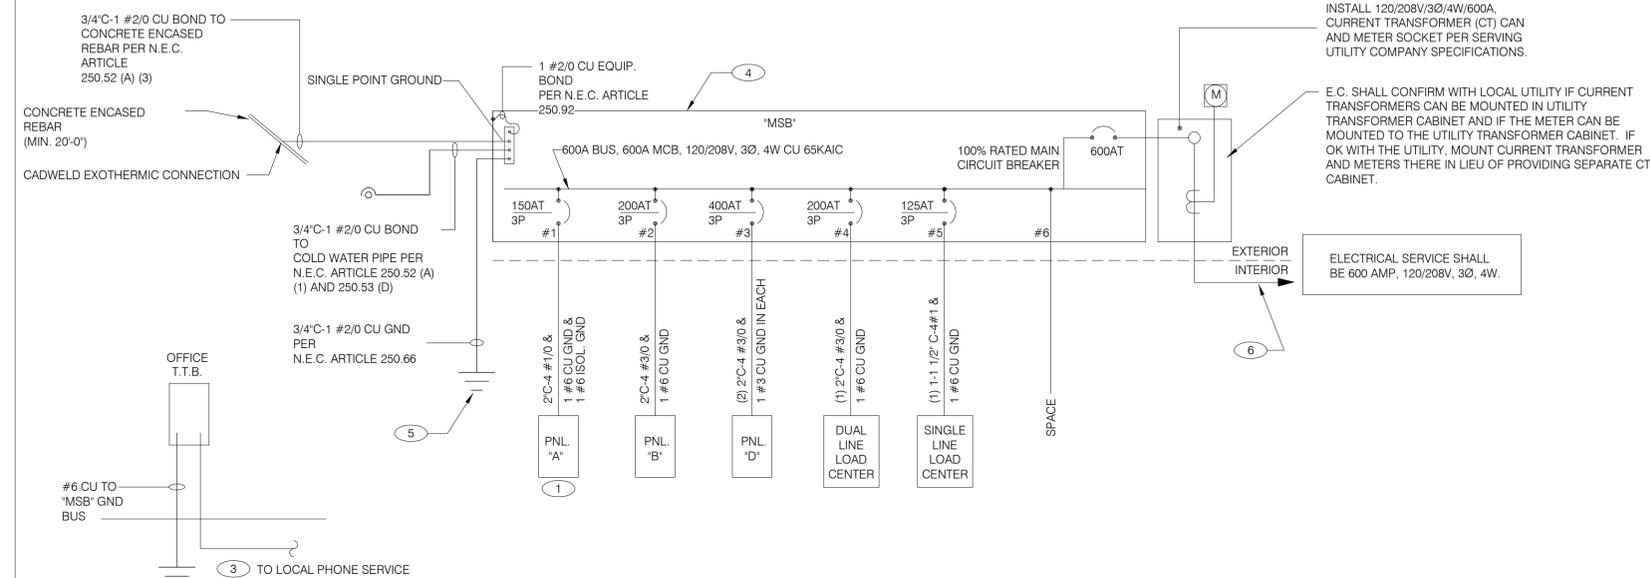 3/4"C-1 #2/0 CU BOND TO
CONCRETE ENCASED
REBAR PER N.E.C.
ARTICLE
250.52 (A) (3)
SINGLE POINT GROUND
1 #2/0 CU EQUIP.
BOND
PER N.E.C. ARTICLE
250.92
4
INSTALL 120/208V/3Ø/4W/600A,
CURRENT TRANSFORMER (CT) CAN
AND METER SOCKET PER SERVING
UTILITY COMPANY SPECIFICATIONS.
CONCRETE ENCASED
REBAR
(MIN. 20'-0")
CADWELD EXOTHERMIC CONNECTION
"MSB"
600A BUS, 600A MCB, 120/208V, 3Ø, 4W CU 65KAIC
100% RATED MAIN
CIRCUIT BREAKER
600AT
M
E.C. SHALL CONFIRM WITH LOCAL UTILITY IF CURRENT
TRANSFORMERS CAN BE MOUNTED IN UTILITY
TRANSFORMER CABINET AND IF THE METER CAN BE
MOUNTED TO THE UTILITY TRANSFORMER CABINET. IF
OK WITH THE UTILITY, MOUNT CURRENT TRANSFORMER
AND METERS THERE IN LIEU OF PROVIDING SEPARATE CT
CABINET.
150AT
3P
#1
200AT
3P
#2
400AT
3P
#3
200AT
3P
#4
125AT
3P
#5
#6
3/4"C-1 #2/0 CU BOND
TO
COLD WATER PIPE PER
N.E.C. ARTICLE 250.52 (A)
(1) AND 250.53 (D)
EXTERIOR
INTERIOR
ELECTRICAL SERVICE SHALL
BE 600 AMP, 120/208V, 3Ø, 4W.
6
3/4"C-1 #2/0 CU GND
PER
N.E.C. ARTICLE 250.66
5
2"C-4 #1/0 &
1 #6 CU GND &
1 #6 ISOL. GND
2"C-4 #3/0 &
1 #6 CU GND
(2) 2"C-4 #3/0 &
1 #3 CU GND IN EACH
(1) 2"C-4 #3/0 &
1 #6 CU GND
(1) 1-1 1/2" C-4#1 &
1 #6 CU GND
SPACE
PNL.
"A"
1
PNL.
"B"
PNL.
"D"
DUAL
LINE
LOAD
CENTER
SINGLE
LINE
LOAD
CENTER
OFFICE
T.T.B.
#6 CU TO
"MSB" GND
BUS
3
TO LOCAL PHONE SERVICE